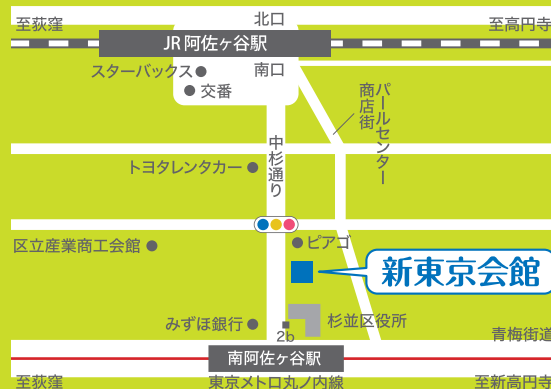 至荻窪
北口
至高円寺
JR 阿佐ヶ谷駅
スターバックス
南口
交番
パールセンター
商店街
中杉通り
トヨタレンタカー
ピアゴ
区立産業商工会館
新東京会館
みずほ銀行
杉並区役所
2b
青梅街道
南阿佐ヶ谷駅
至荻窪
東京メトロ丸ノ内線
至新高円寺